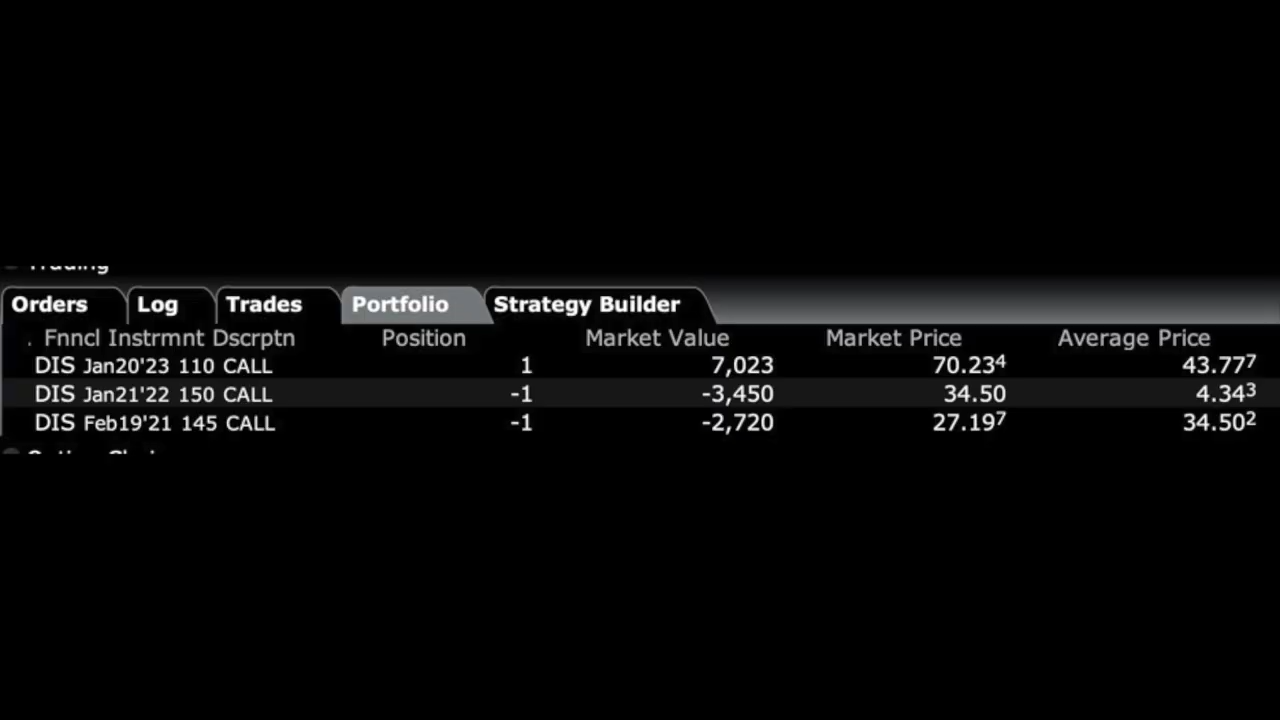 Trading
Orders Log Trades Portfolio Strategy Builder
Fnncl Instrmnt Dscrptn Position Market Value Market Price Average Price
DIS Jan20'23 110 CALL 1 7,023 70.234 43.777
DIS Jan21'22 150 CALL -1 -3,450 34.50 4.343
DIS Feb19'21 145 CALL -1 -2,720 27.197 34.502